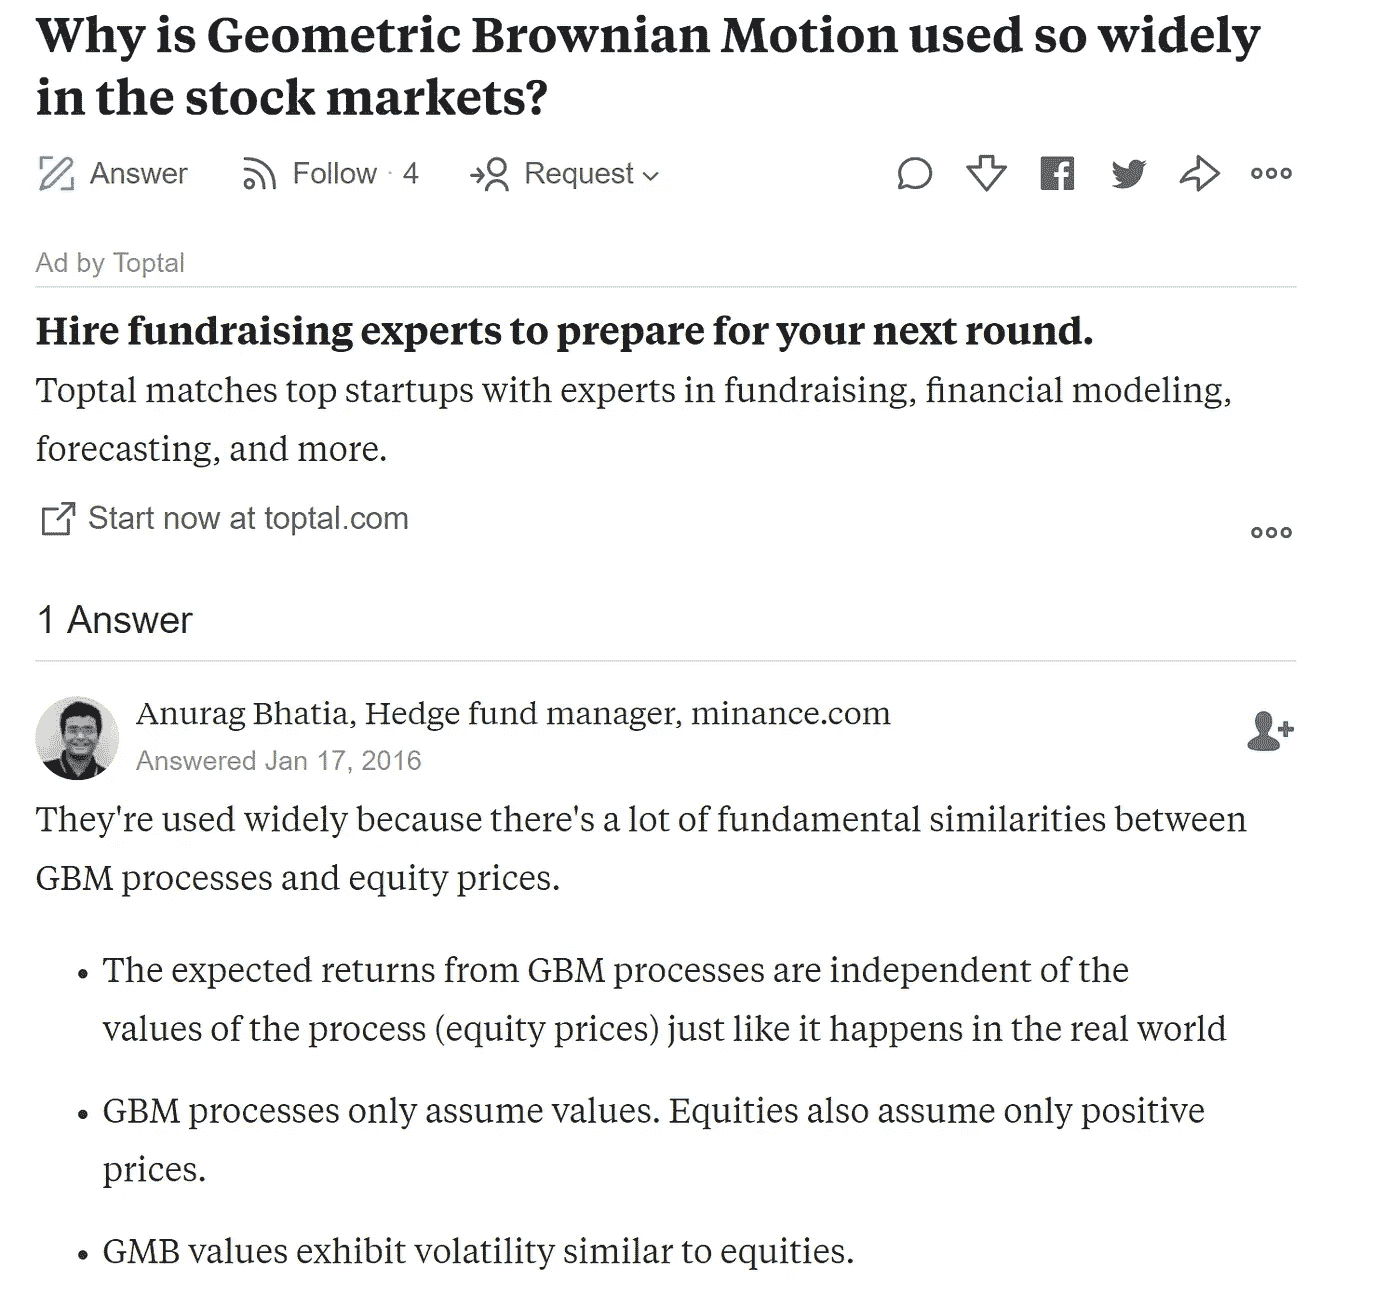 Why is Geometric Brownian Motion used so widely
in the stock markets?
Answer Follow · 4 Request
Ad by Toptal
Hire fundraising experts to prepare for your next round.
Toptal matches top startups with experts in fundraising, financial modeling,
forecasting, and more.
Start now at toptal.com
1 Answer
Anurag Bhatia, Hedge fund manager, minance.com
Answered Jan 17, 2016
They're used widely because there's a lot of fundamental similarities between
GBM processes and equity prices.
• The expected returns from GBM processes are independent of the
values of the process (equity prices) just like it happens in the real world
• GBM processes only assume values. Equities also assume only positive
prices.
• GMB values exhibit volatility similar to equities.